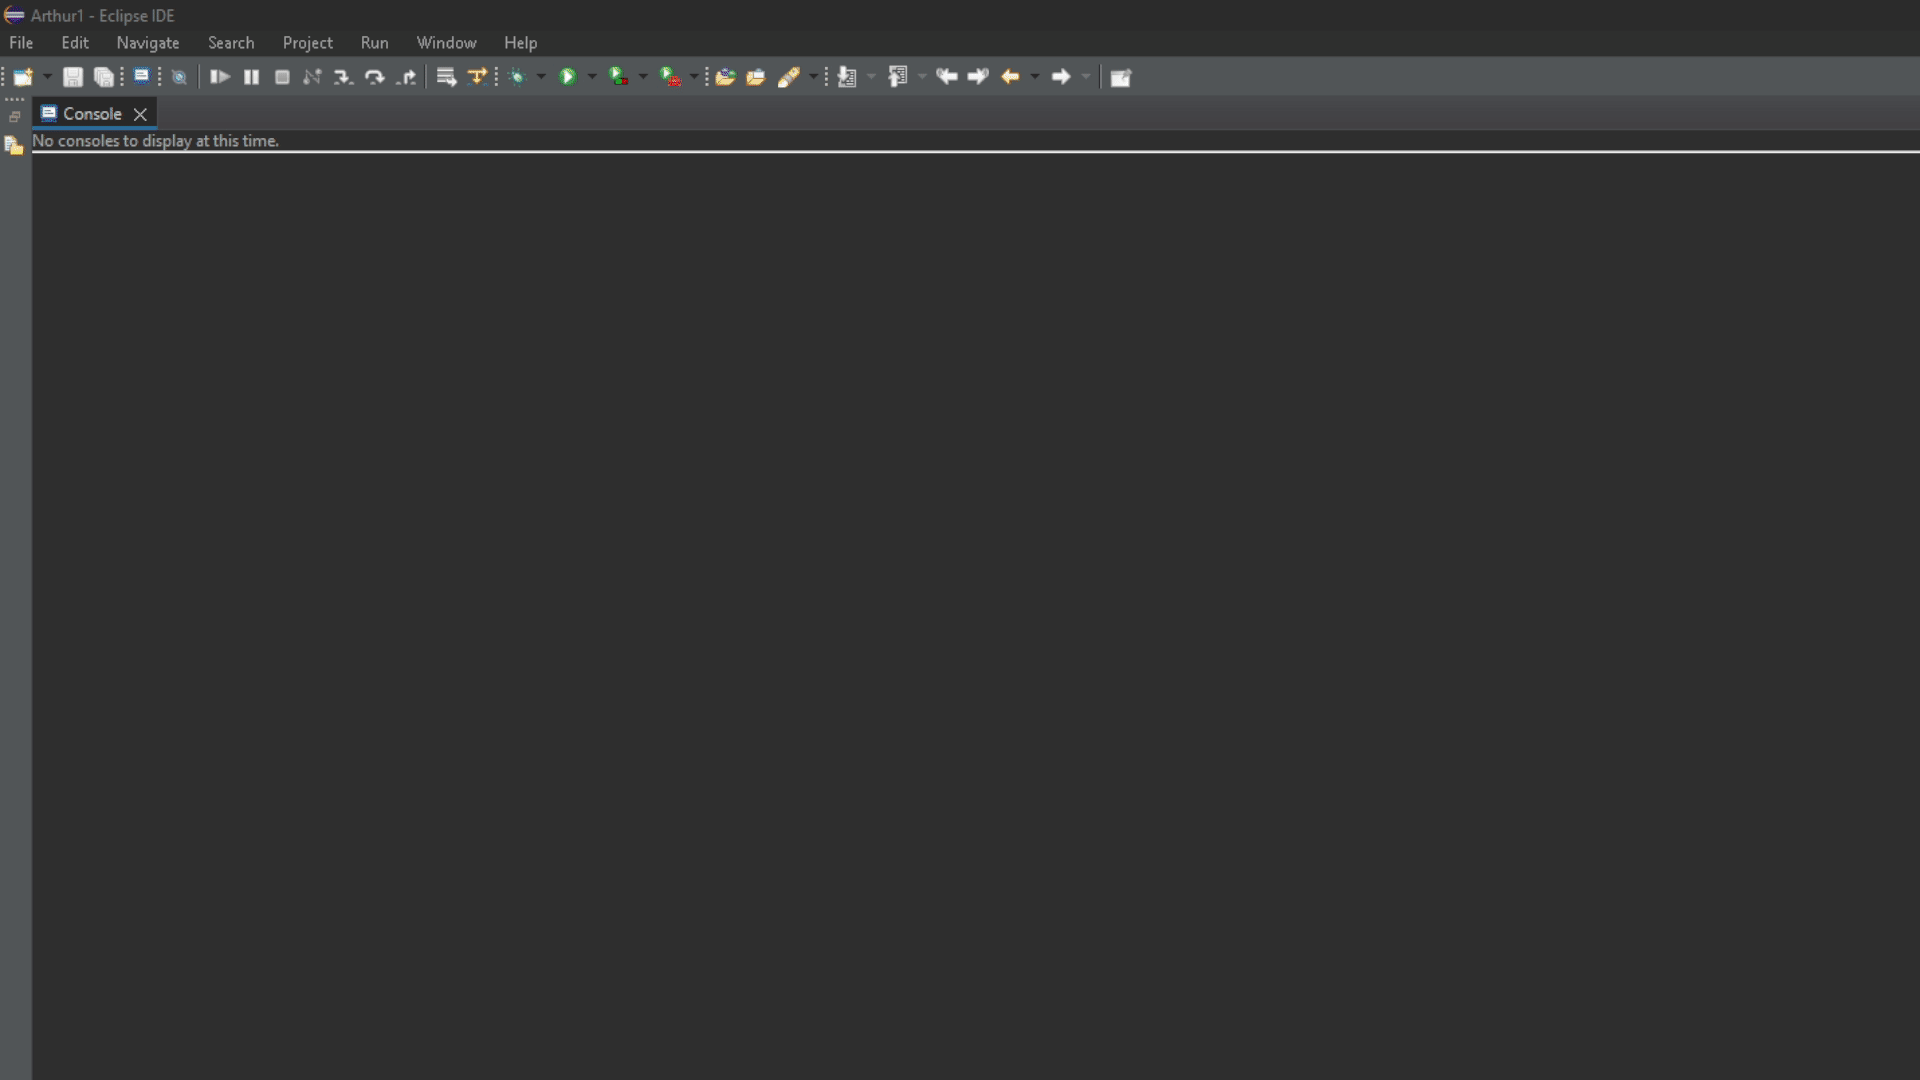 Arthur1 - Eclipse IDE
File Edit Navigate Search Project Run Window Help
Console
No consoles to display at this time.